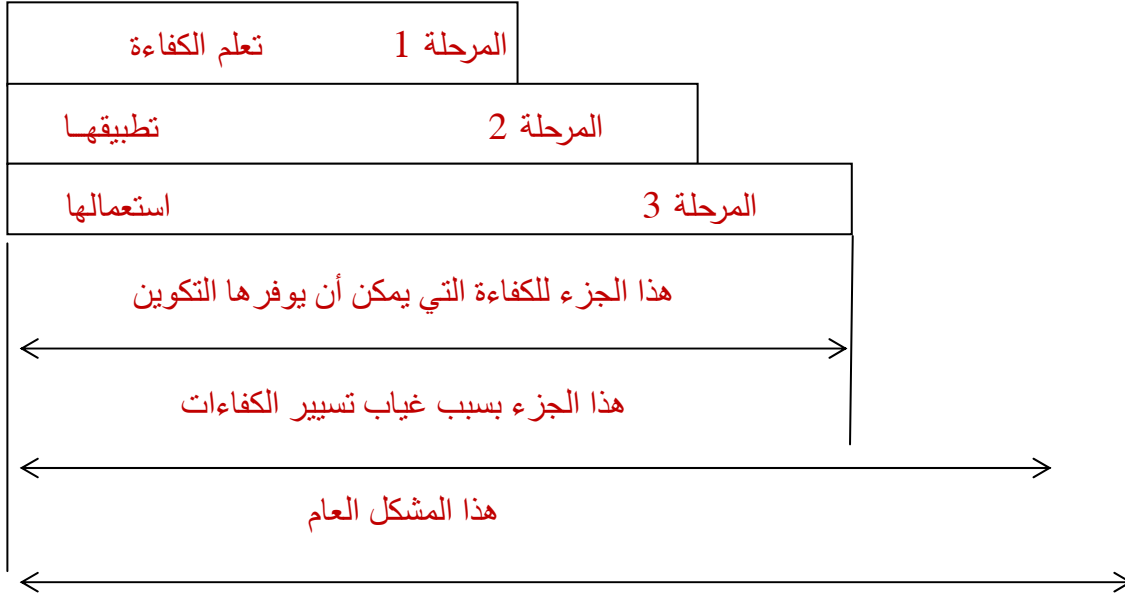 المرحلة 1 تعلم الكفاءة
المرحلة 2 تطبيقهـا
المرحلة 3 استعمالها
هذا الجزء للكفاءة التي يمكن أن يوفرها التكوين
هذا الجزء بسبب غياب تسيير الكفاءات
هذا المشكل العام